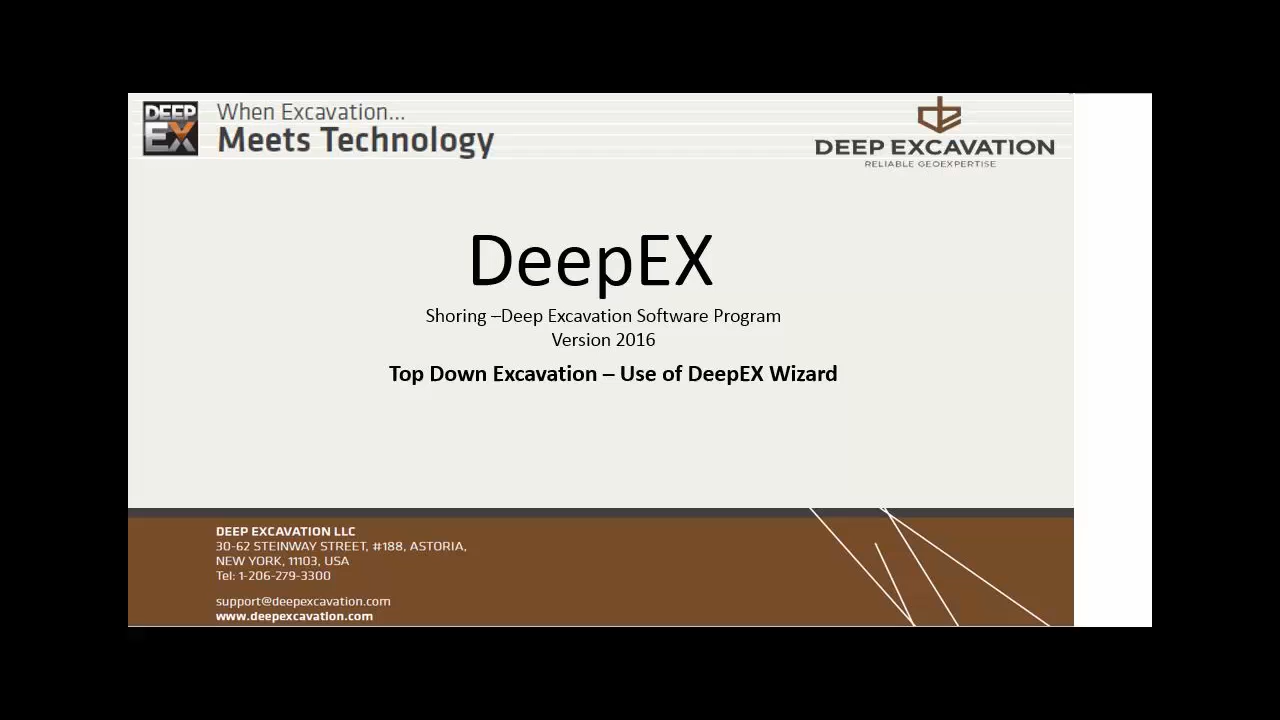 DEEP
EX
When Excavation...
Meets Technology
DEEP EXCAVATION
RELIABLE GEOEXPERTISE
DeepEX
Shoring –Deep Excavation Software Program
Version 2016
Top Down Excavation – Use of DeepEX Wizard
DEEP EXCAVATION LLC
30-62 STEINWAY STREET, #188, ASTORIA,
NEW YORK, 11103, USA
Tel: 1-206-279-3300
support@deepexcavation.com
www.deepexcavation.com